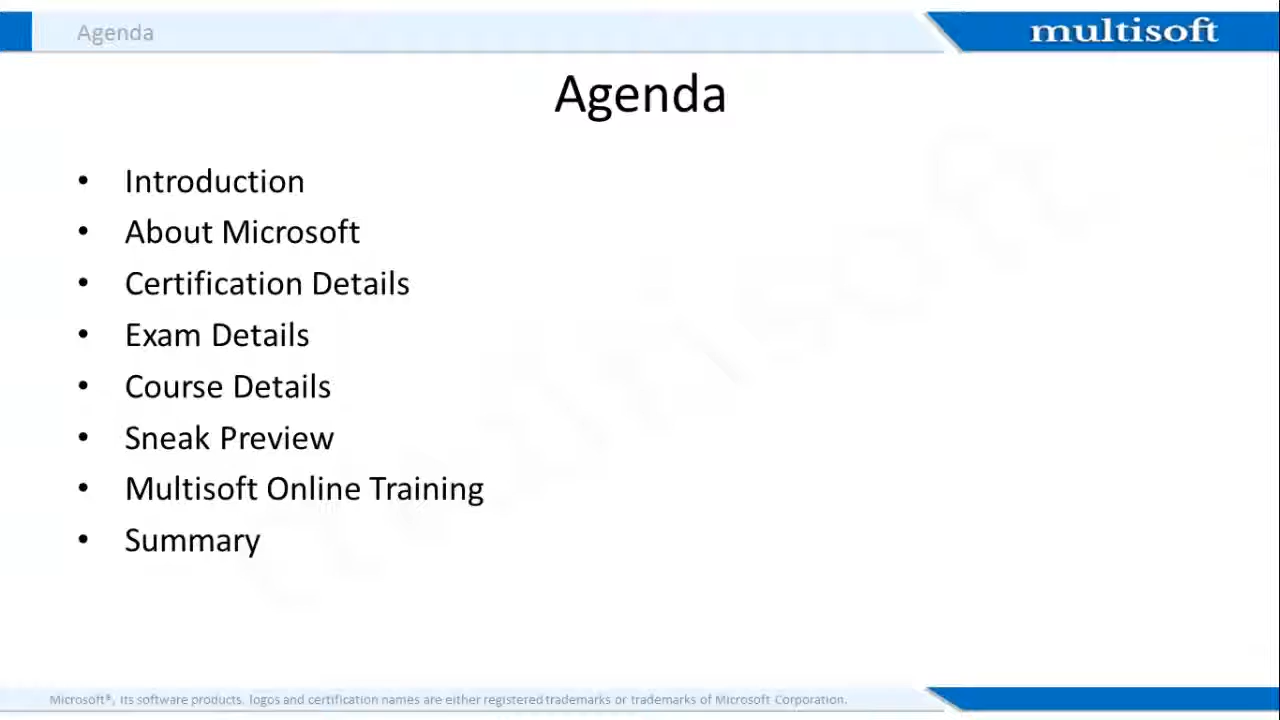 Agenda
multisoft
Agenda
• Introduction
• About Microsoft
• Certification Details
• Exam Details
• Course Details
• Sneak Preview
• Multisoft Online Training
• Summary
Microsoft®, its software products, logos and certification names are either registered trademarks or trademarks of Microsoft Corporation.